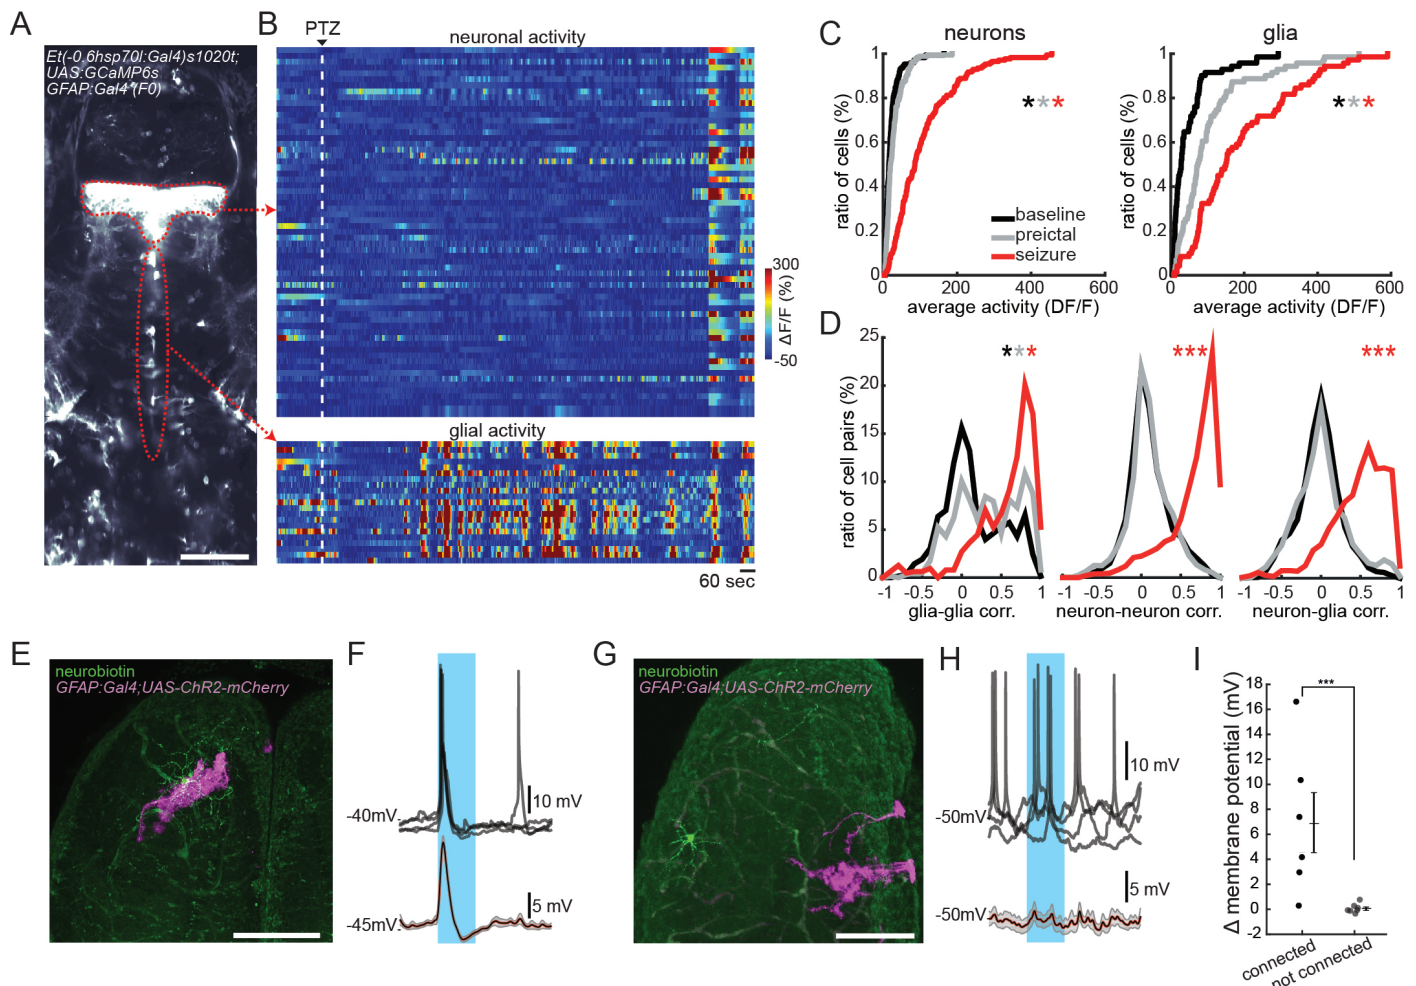 A
Et(-0.6hsp70l:Gal4)s1020t;
UAS:GCaMP6s
GFAP:Gal4 (F0)
B
PTZ
neuronal activity
300
ΔF/F (%)
-50
glial activity
60 sec
C
neurons
glia
ratio of cells (%)
1
0.8
0.6
0.4
0.2
0
***
baseline
preictal
seizure
0 200 400 600
average activity (DF/F)
ratio of cells (%)
1
0.8
0.6
0.4
0.2
0
***
0 200 400 600
average activity (DF/F)
D
ratio of cell pairs (%)
25
20
15
10
5
0
***
***
***
-1 -0.5 0 0.5 1
glia-glia corr.
-1 -0.5 0 0.5 1
neuron-neuron corr.
-1 -0.5 0 0.5 1
neuron-glia corr.
E
neurobiotin
GFAP:Gal4;UAS-ChR2-mCherry
F
-40mV
10 mV
-45mV
5 mV
G
neurobiotin
GFAP:Gal4;UAS-ChR2-mCherry
H
-50mV
10 mV
-50mV
5 mV
I
Δ membrane potential (mV)
18
16
14
12
10
8
6
4
2
0
-2
***
connected
not connected